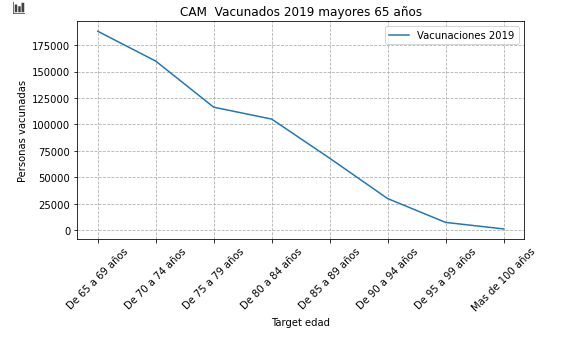 CAM  Vacunados 2019 mayores 65 años
Vacunaciones 2019
Personas vacunadas
175000
150000
125000
100000
75000
50000
25000
0
De 65 a 69 años
De 70 a 74 años
De 75 a 79 años
De 80 a 84 años
De 85 a 89 años
De 90 a 94 años
De 95 a 99 años
Mas de 100 años
Target edad